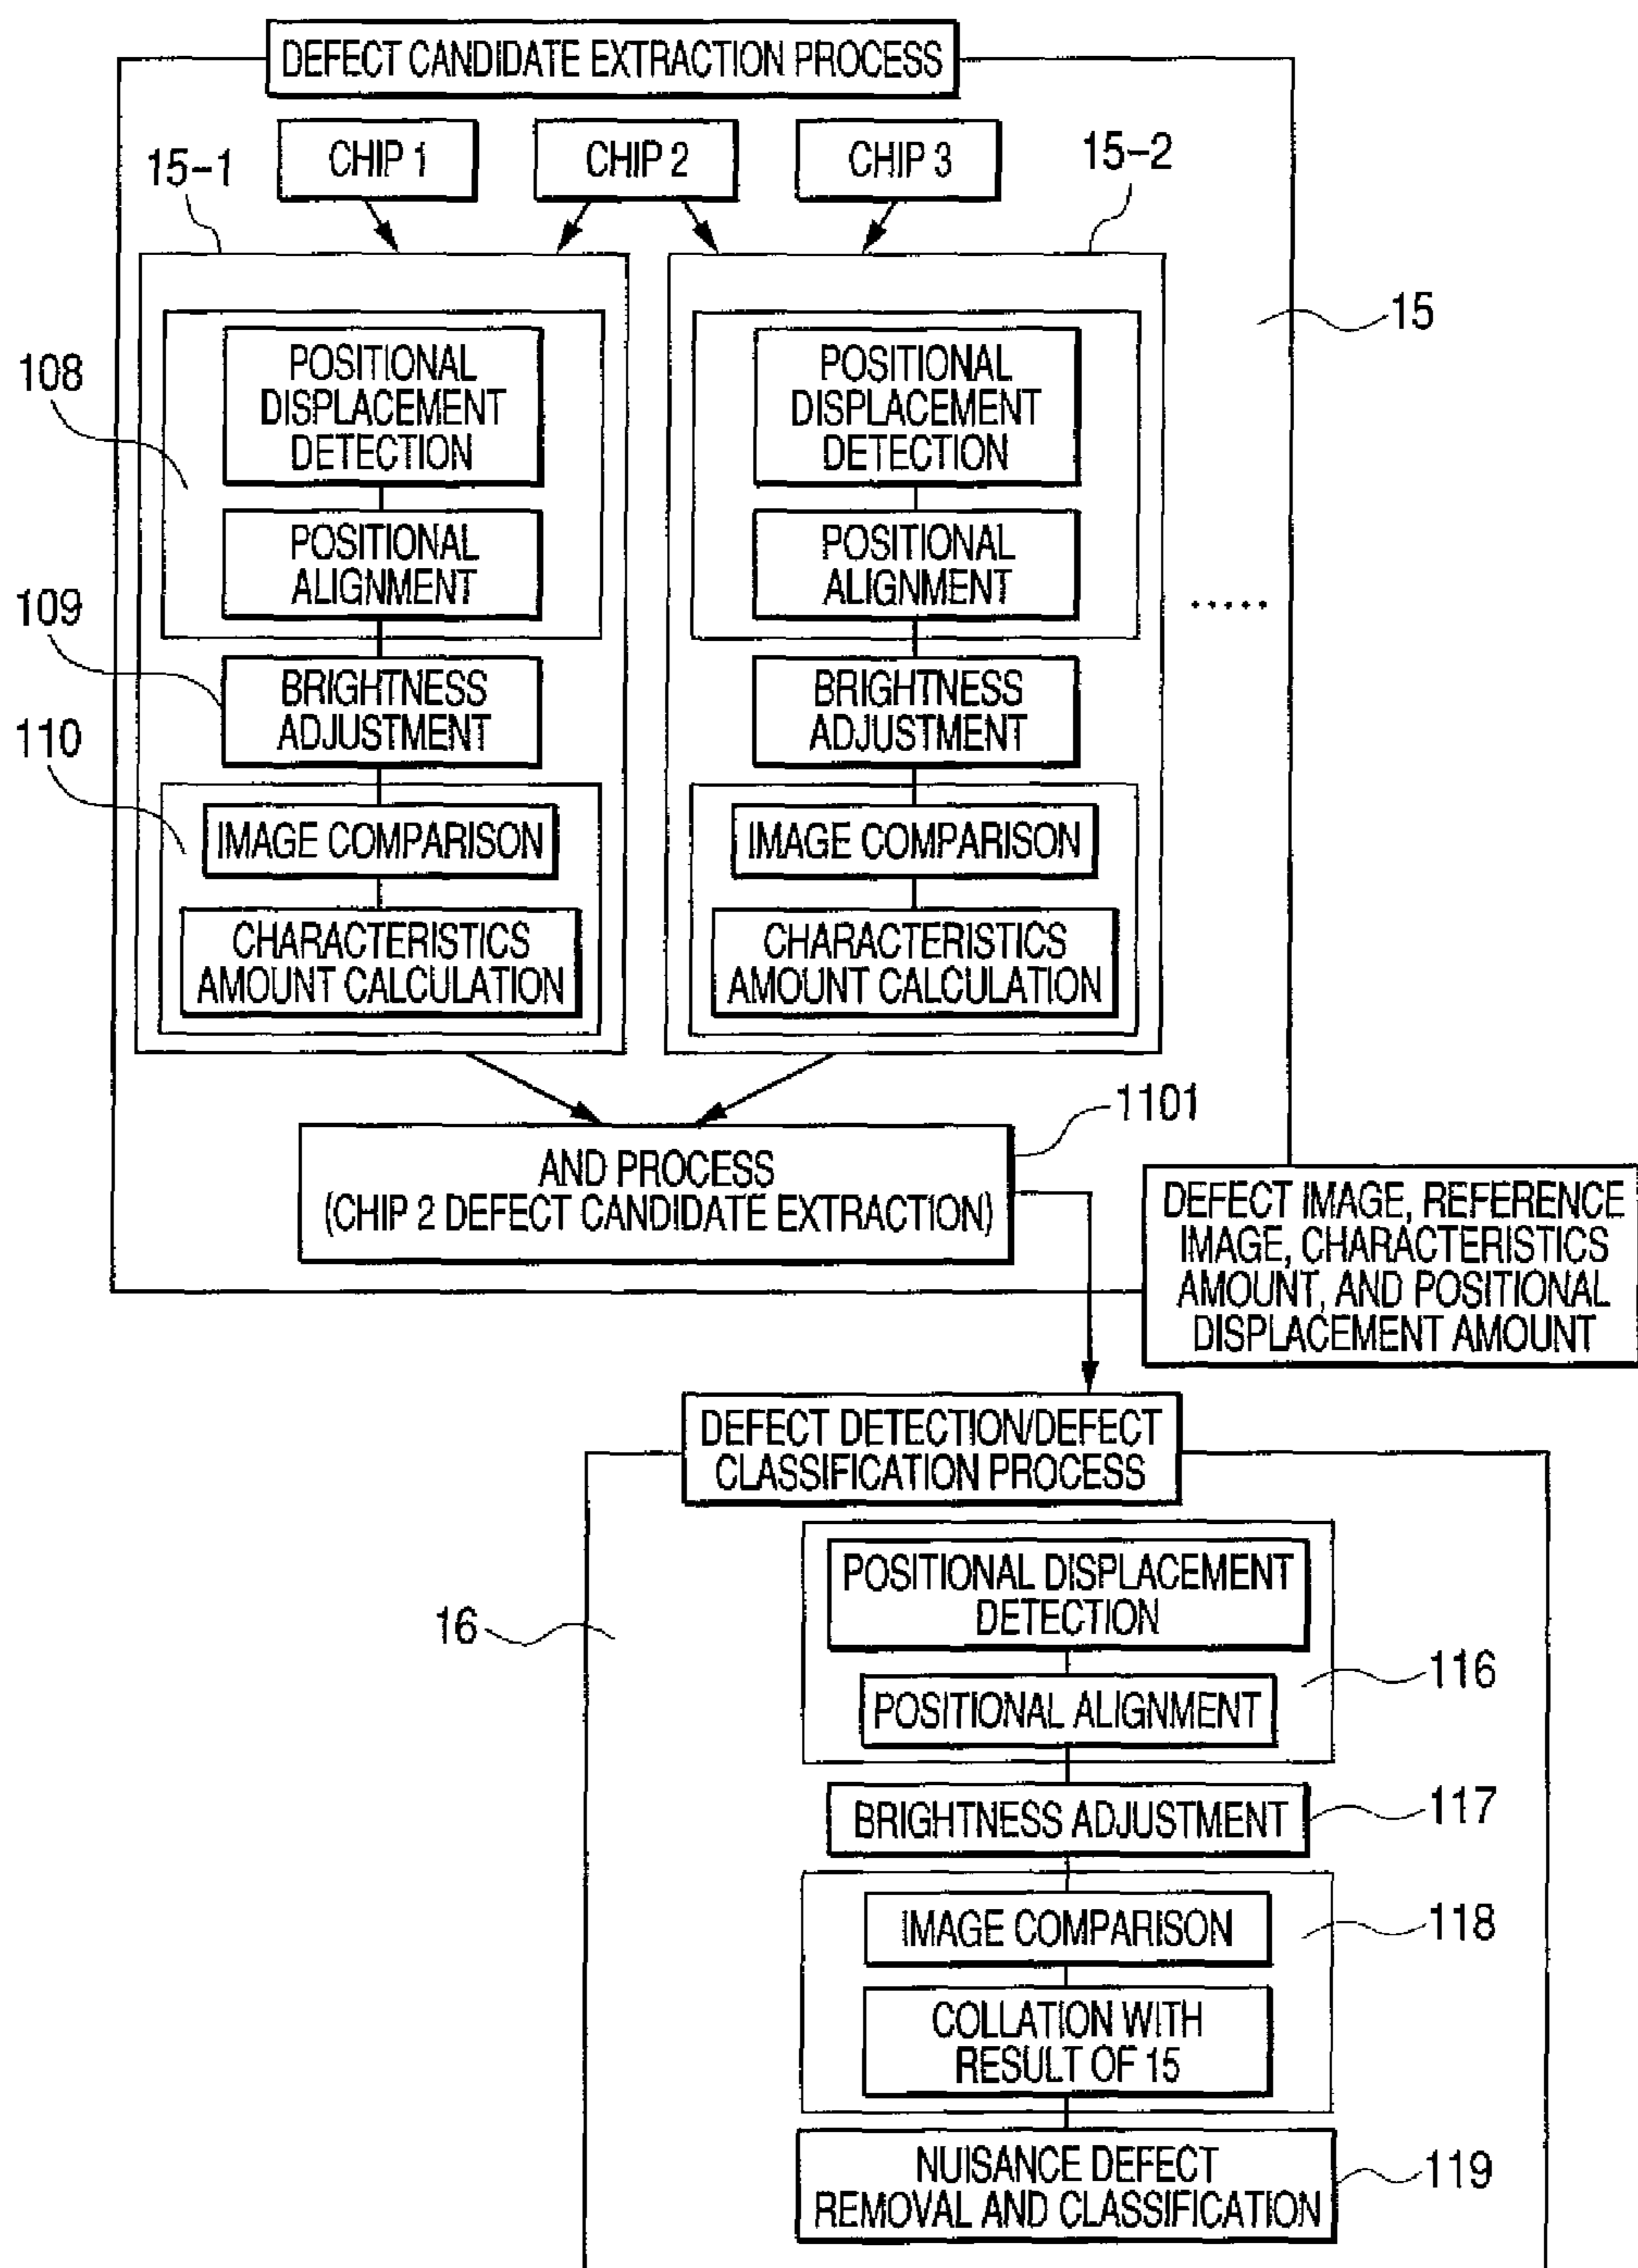 DEFECT CANDIDATE EXTRACTION PROCESS
CHIP 1
CHIP 2
CHIP 3
15-1
15-2
15
108
POSITIONAL
DISPLACEMENT
DETECTION
POSITIONAL
DISPLACEMENT
DETECTION
POSITIONAL
ALIGNMENT
POSITIONAL
ALIGNMENT
.....
109
BRIGHTNESS
ADJUSTMENT
BRIGHTNESS
ADJUSTMENT
110
IMAGE COMPARISON
IMAGE COMPARISON
CHARACTERISTICS
AMOUNT CALCULATION
CHARACTERISTICS
AMOUNT CALCULATION
1101
AND PROCESS
(CHIP 2 DEFECT CANDIDATE EXTRACTION)
DEFECT IMAGE, REFERENCE
IMAGE, CHARACTERISTICS
AMOUNT, AND POSITIONAL
DISPLACEMENT AMOUNT
DEFECT DETECTION/DEFECT
CLASSIFICATION PROCESS
16
POSITIONAL DISPLACEMENT
DETECTION
116
POSITIONAL ALIGNMENT
BRIGHTNESS ADJUSTMENT
117
IMAGE COMPARISON
118
COLLATION WITH
RESULT OF 15
NUISANCE DEFECT
REMOVAL AND CLASSIFICATION
119